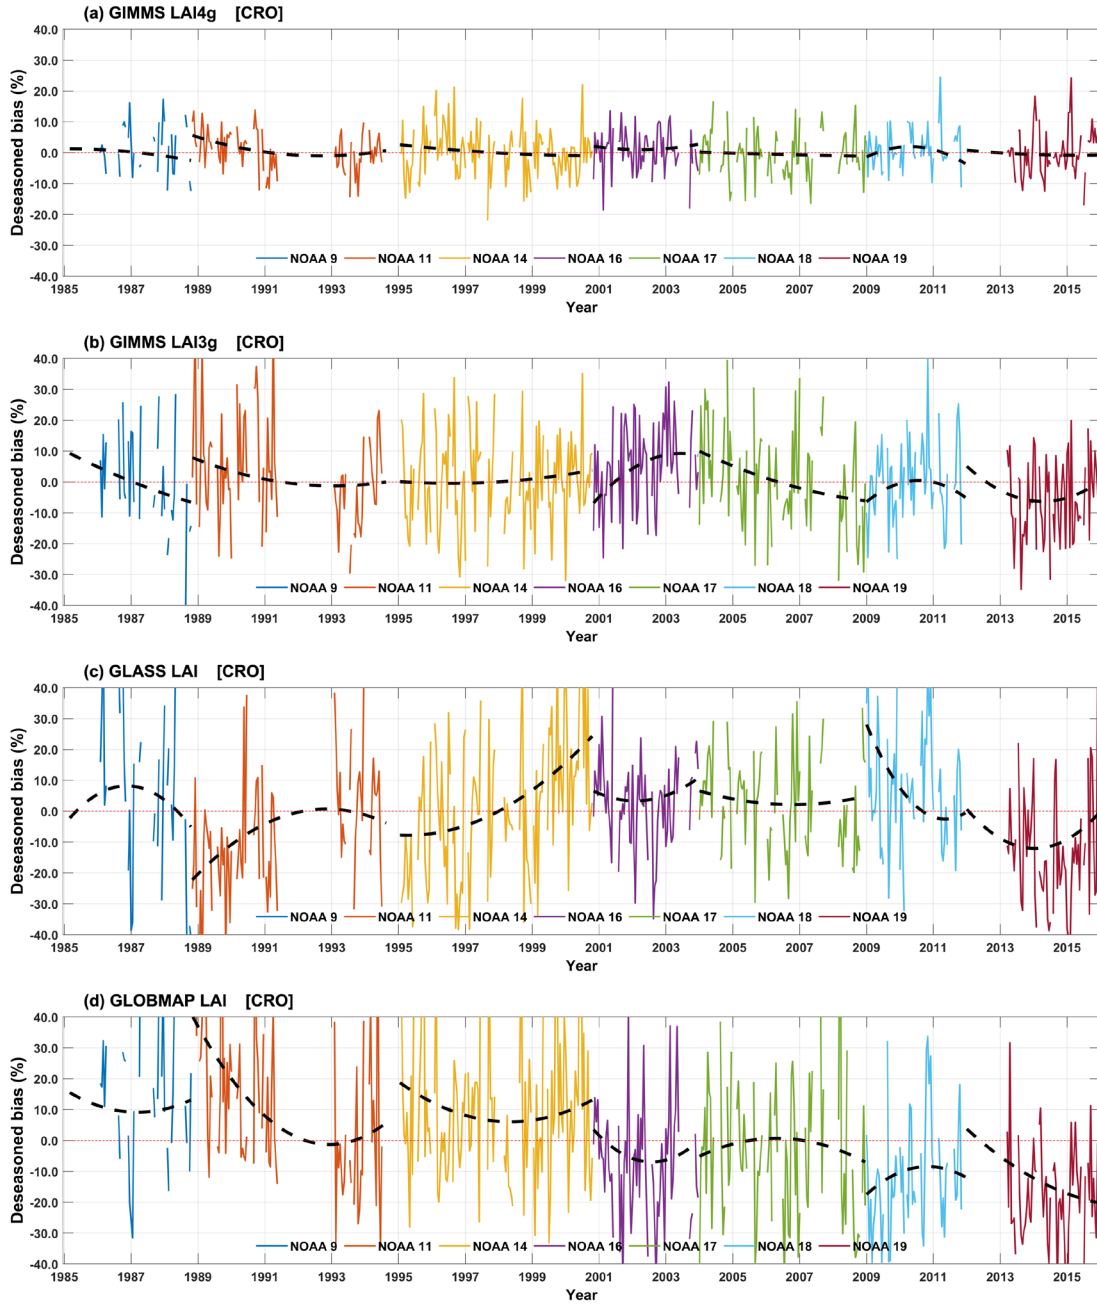 (a) GIMMS LAI4g [CRO]
Deseasoned bias (%)
40.0
30.0
20.0
10.0
0.0
-10.0
-20.0
-30.0
-40.0
NOAA 9 NOAA 11 NOAA 14 NOAA 16 NOAA 17 NOAA 18 NOAA 19
1985 1987 1989 1991 1993 1995 1997 1999 2001 2003 2005 2007 2009 2011 2013 2015
Year
(b) GIMMS LAI3g [CRO]
Deseasoned bias (%)
40.0
30.0
20.0
10.0
0.0
-10.0
-20.0
-30.0
-40.0
NOAA 9 NOAA 11 NOAA 14 NOAA 16 NOAA 17 NOAA 18 NOAA 19
1985 1987 1989 1991 1993 1995 1997 1999 2001 2003 2005 2007 2009 2011 2013 2015
Year
(c) GLASS LAI [CRO]
Deseasoned bias (%)
40.0
30.0
20.0
10.0
0.0
-10.0
-20.0
-30.0
-40.0
NOAA 9 NOAA 11 NOAA 14 NOAA 16 NOAA 17 NOAA 18 NOAA 19
1985 1987 1989 1991 1993 1995 1997 1999 2001 2003 2005 2007 2009 2011 2013 2015
Year
(d) GLOBMAP LAI [CRO]
Deseasoned bias (%)
40.0
30.0
20.0
10.0
0.0
-10.0
-20.0
-30.0
-40.0
NOAA 9 NOAA 11 NOAA 14 NOAA 16 NOAA 17 NOAA 18 NOAA 19
1985 1987 1989 1991 1993 1995 1997 1999 2001 2003 2005 2007 2009 2011 2013 2015
Year